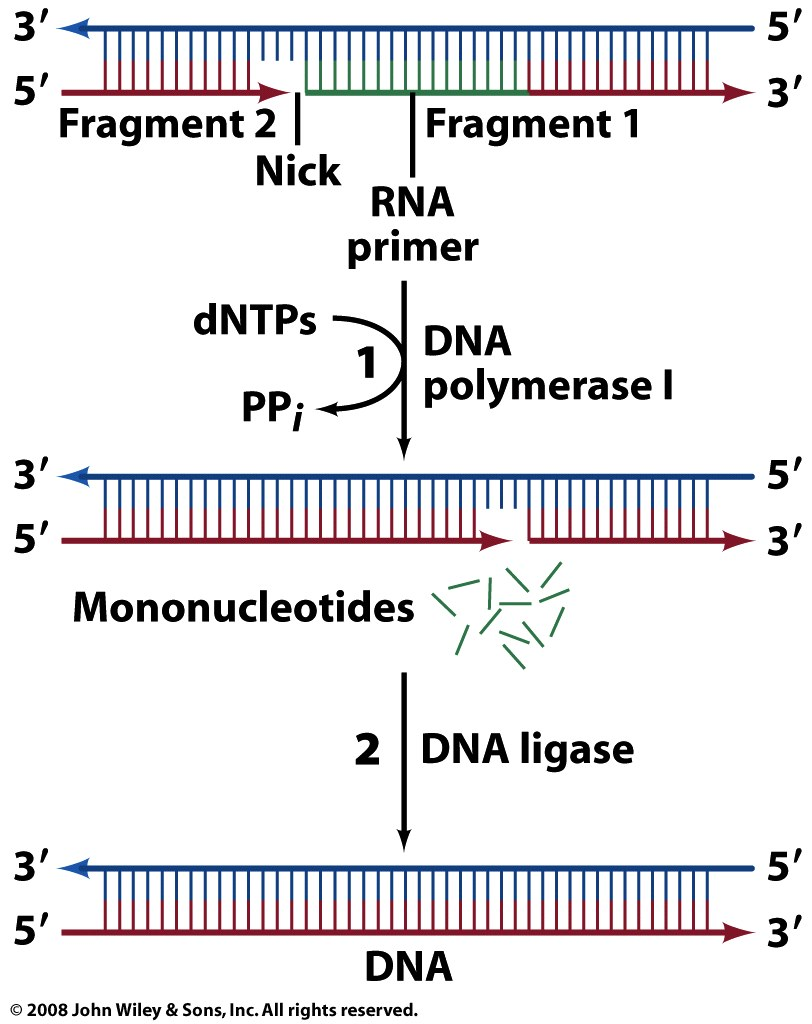 3′ 5′
5′ 3′
Fragment 2 Fragment 1
Nick
RNA
primer
dNTPs
DNA
1
polymerase I
PPi
3′ 5′
5′ 3′
Mononucleotides
2 DNA ligase
3′ 5′
5′ 3′
DNA
© 2008 John Wiley & Sons, Inc. All rights reserved.